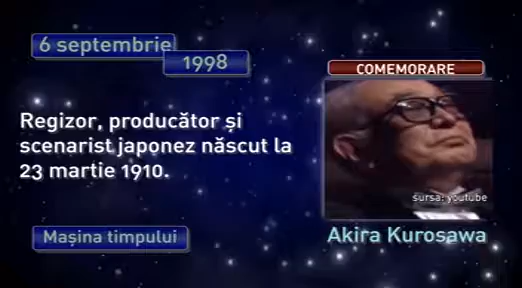 6 septembrie
1998
COMEMORARE
Regizor, producător și
scenarist japonez născut la
23 martie 1910.
sursa: youtube
Mașina timpului
Akira Kurosawa